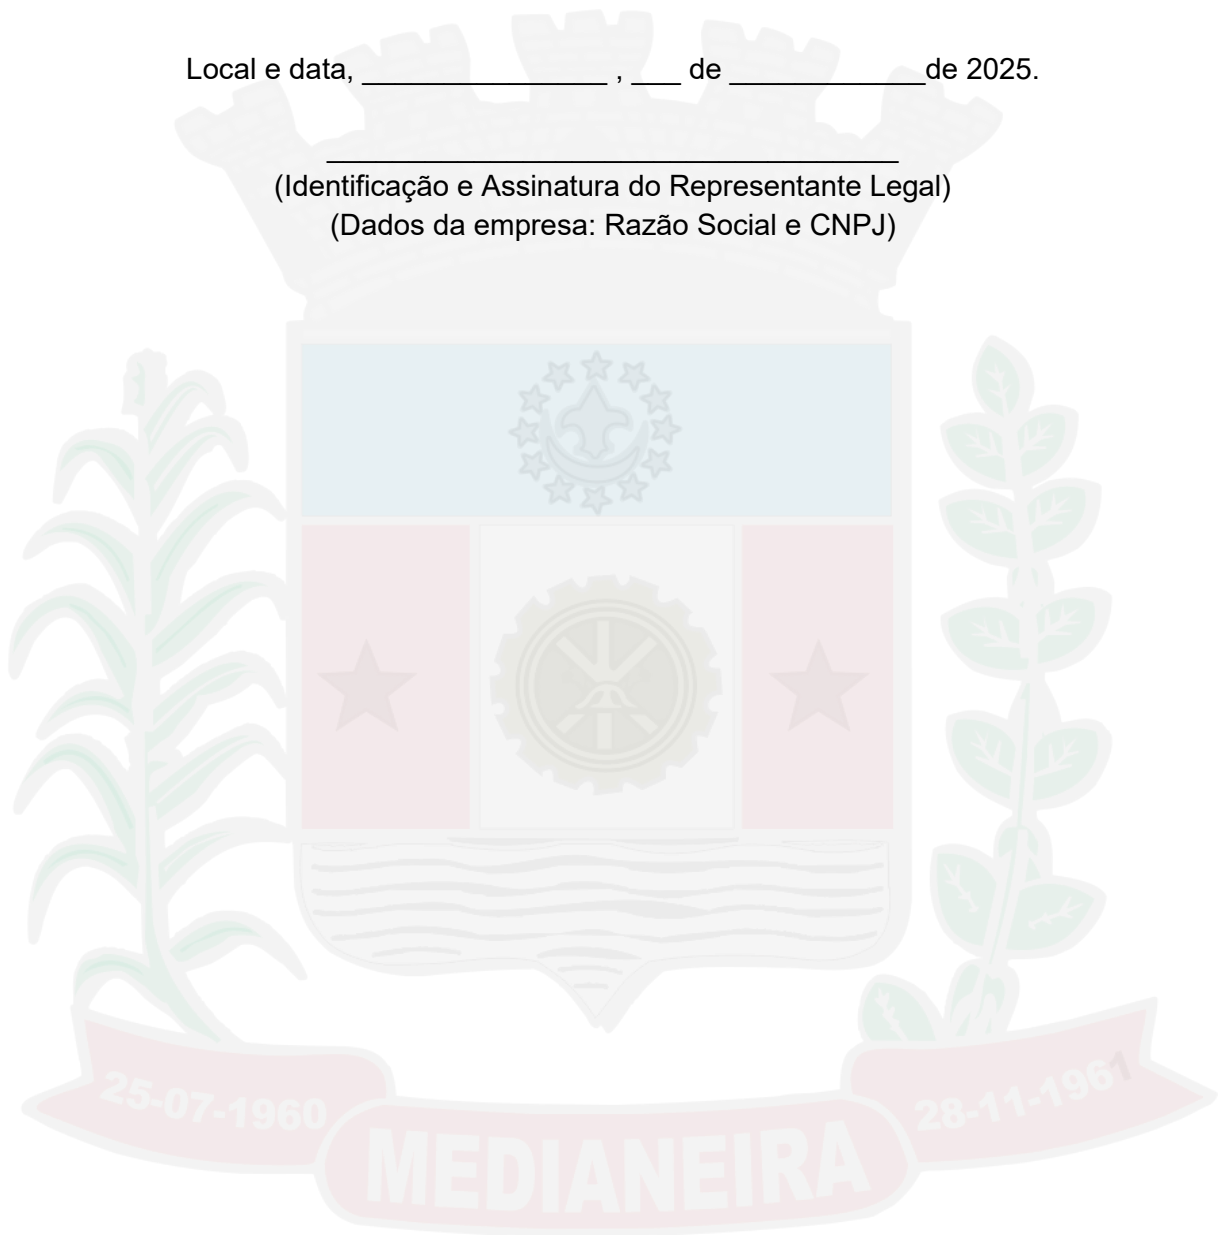 Local e data, _______________ , ___ de ____________de 2025.
___________________________________
(Identificação e Assinatura do Representante Legal)
(Dados da empresa: Razão Social e CNPJ)
25-07-1960
28-11-1961
MEDIANEIRA